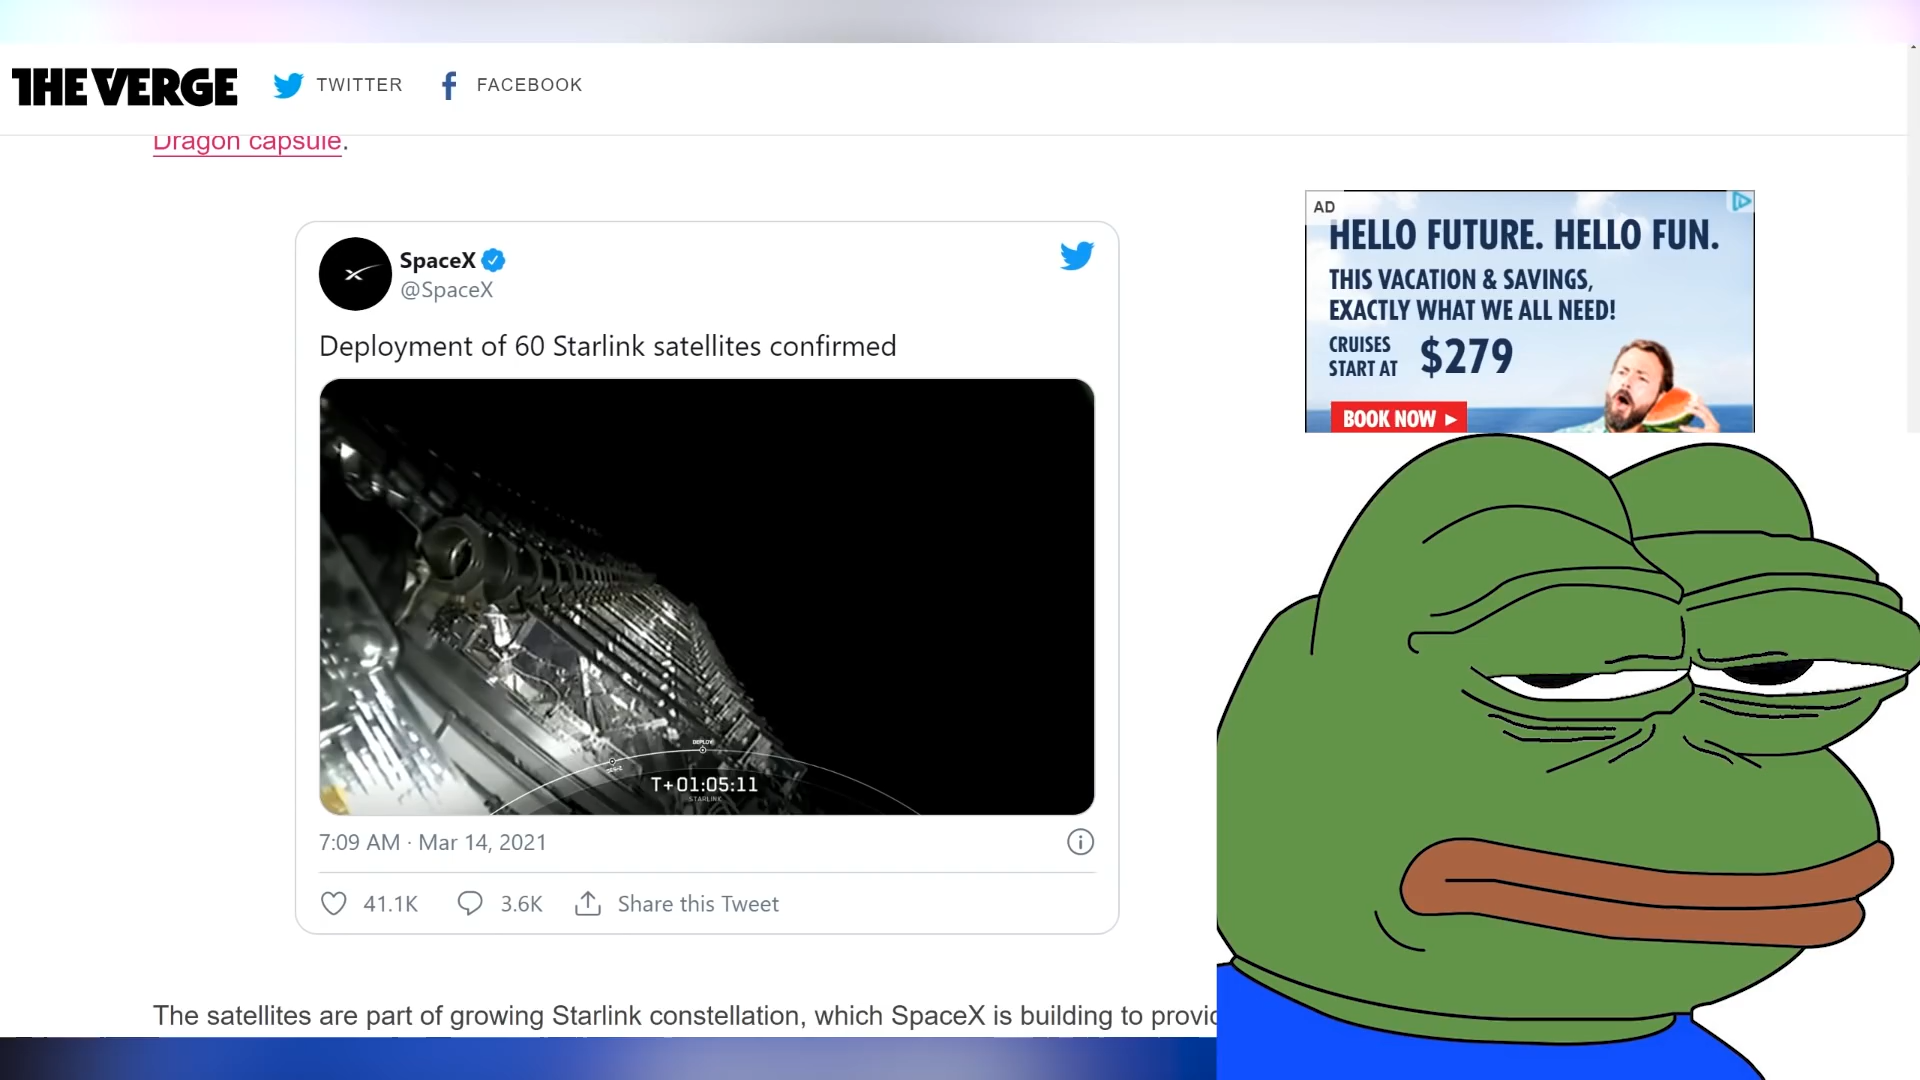 THE VERGE
TWITTER
FACEBOOK
Dragon capsule.
SpaceX
@SpaceX
Deployment of 60 Starlink satellites confirmed
DEPLOY
T+01:05:11
STARLINK
7:09 AM · Mar 14, 2021
41.1K
3.6K
Share this Tweet
AD
HELLO FUTURE. HELLO FUN.
THIS VACATION & SAVINGS,
EXACTLY WHAT WE ALL NEED!
CRUISES
START AT
$279
BOOK NOW
The satellites are part of growing Starlink constellation, which SpaceX is building to